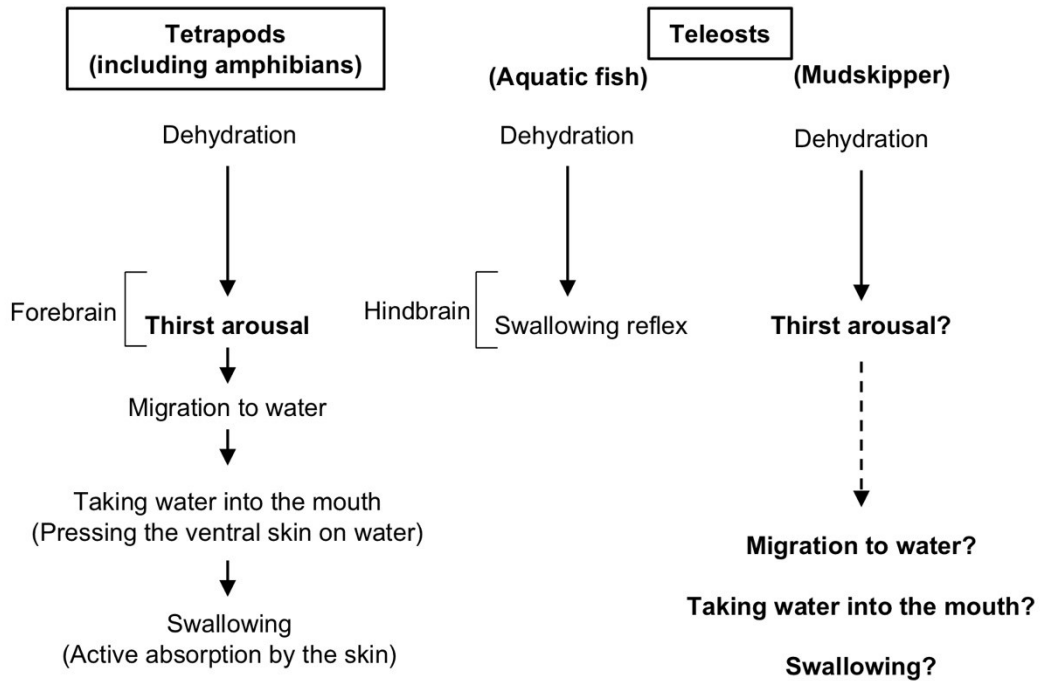 Tetrapods
(including amphibians)
Dehydration
Forebrain
Thirst arousal
Migration to water
Taking water into the mouth
(Pressing the ventral skin on water)
Swallowing
(Active absorption by the skin)
Teleosts
(Aquatic fish)
Dehydration
Hindbrain
Swallowing reflex
(Mudskipper)
Dehydration
Thirst arousal?
Migration to water?
Taking water into the mouth?
Swallowing?